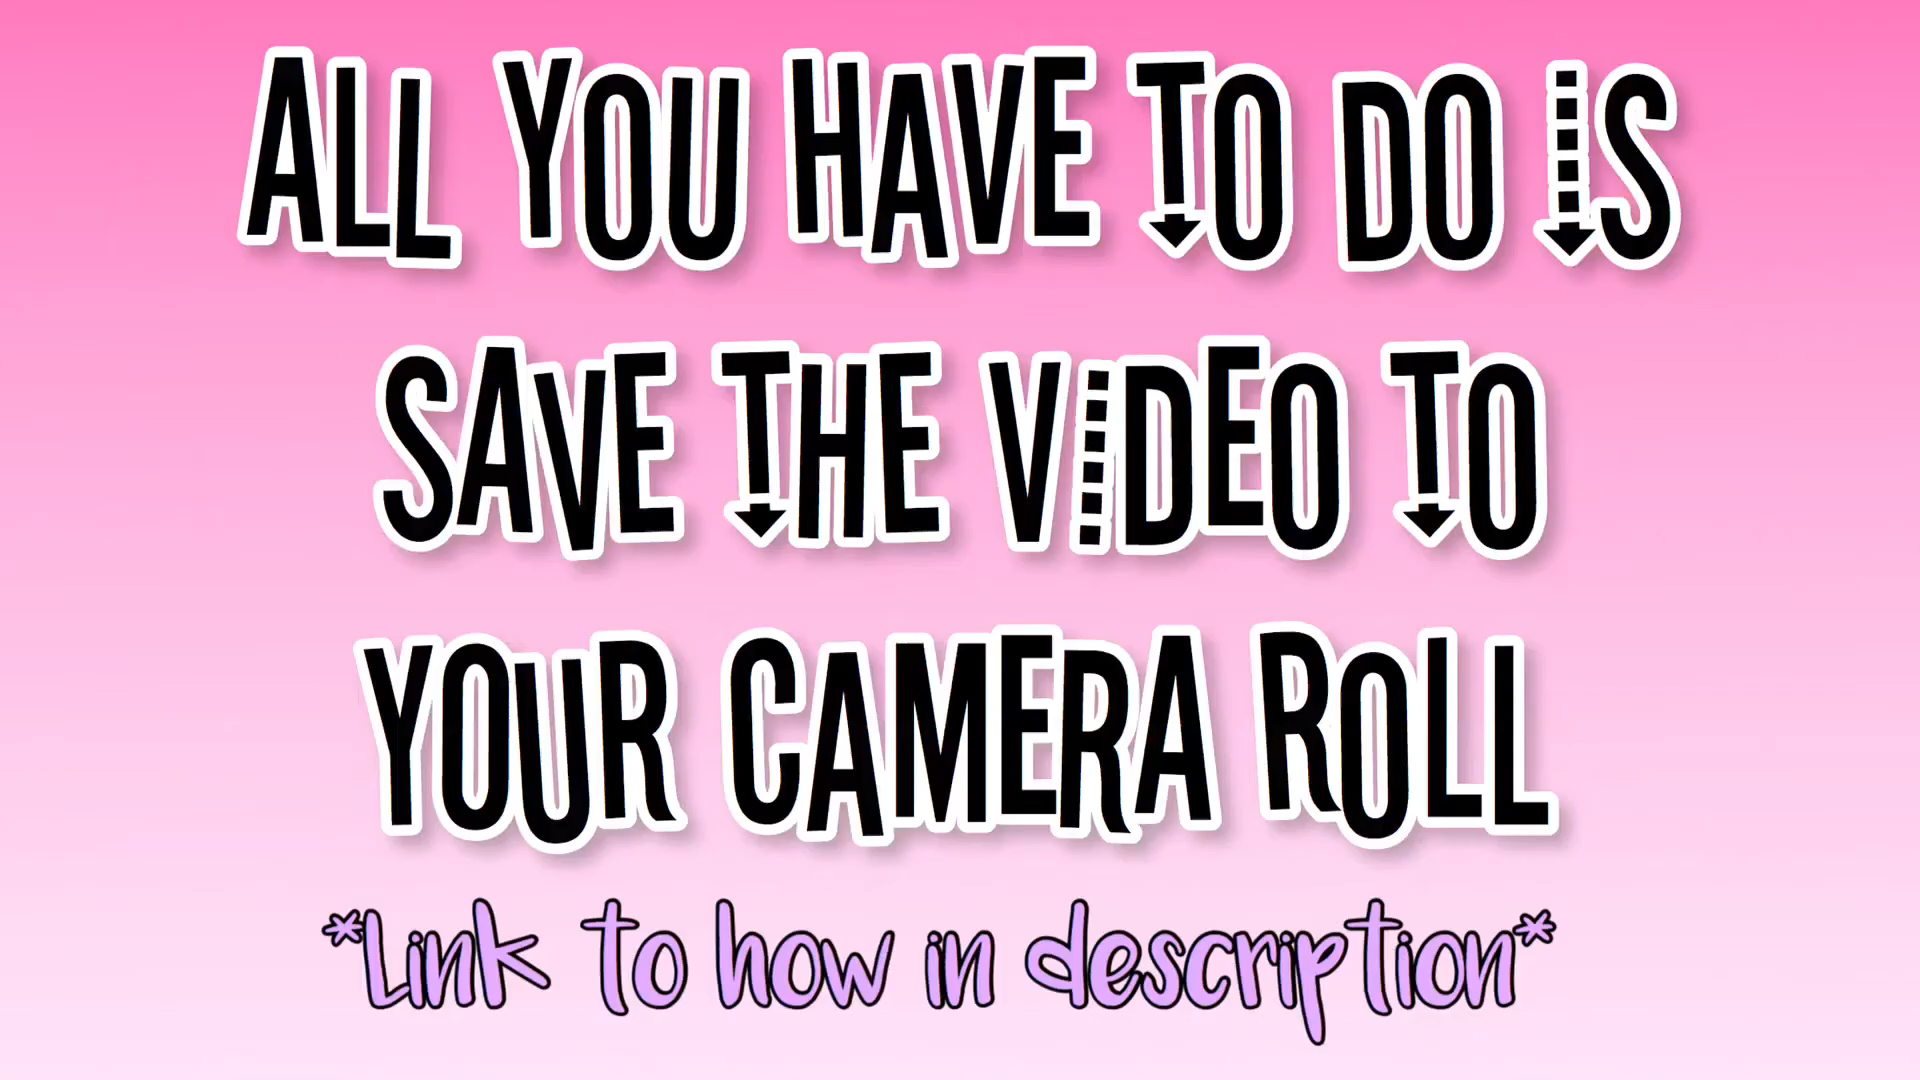 ALL YOU HAVE TO DO IS
SAVE THE VIDEO TO
YOUR CAMERA ROLL
*Link to how in description*